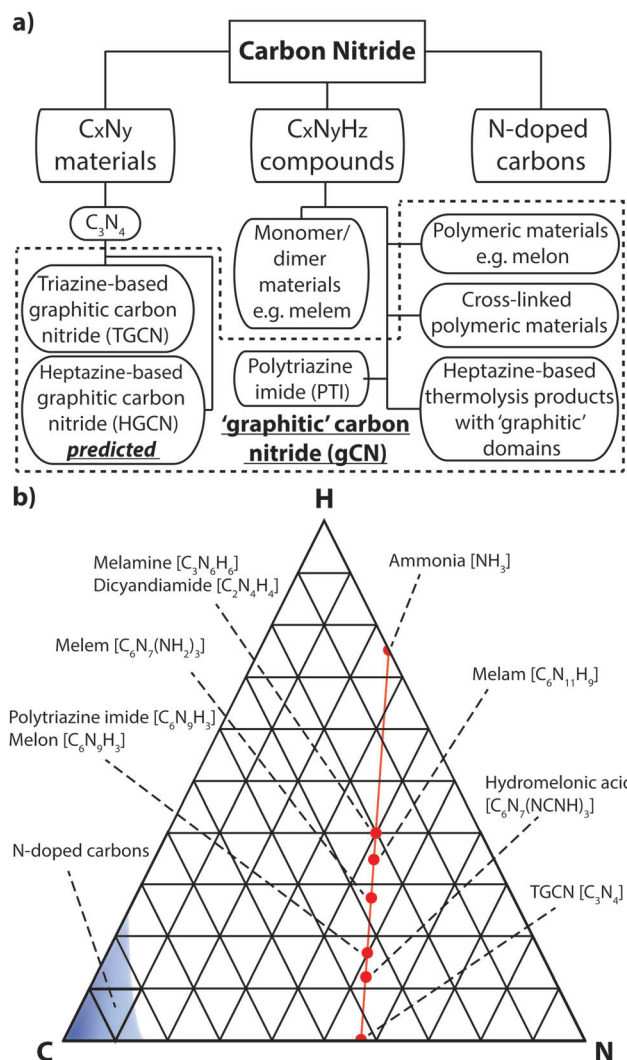 a)
Carbon Nitride
CxNy
materials
CxNyHz
compounds
N-doped
carbons
C₃N₄
Monomer/
dimer
materials
e.g. melem
Polymeric materials
e.g. melon
Triazine-based
graphitic carbon
nitride (TGCN)
Cross-linked
polymeric materials
Heptazine-based
graphitic carbon
nitride (HGCN)
predicted
Polytriazine
imide (PTI)
Heptazine-based
thermolysis products
with 'graphitic'
domains
'graphitic' carbon
nitride (gCN)
b)
H
Melamine [C₃N₆H₆]
Dicyandiamide [C₂N₄H₄]
Ammonia [NH₃]
Melem [C₆N₇(NH₂)₃]
Melam [C₆N₁₁H₉]
Polytriazine imide [C₆N₉H₃]
Melon [C₆N₉H₃]
Hydromelonic acid
[C₆N₇(NCNH)₃]
N-doped carbons
TGCN [C₃N₄]
C
N